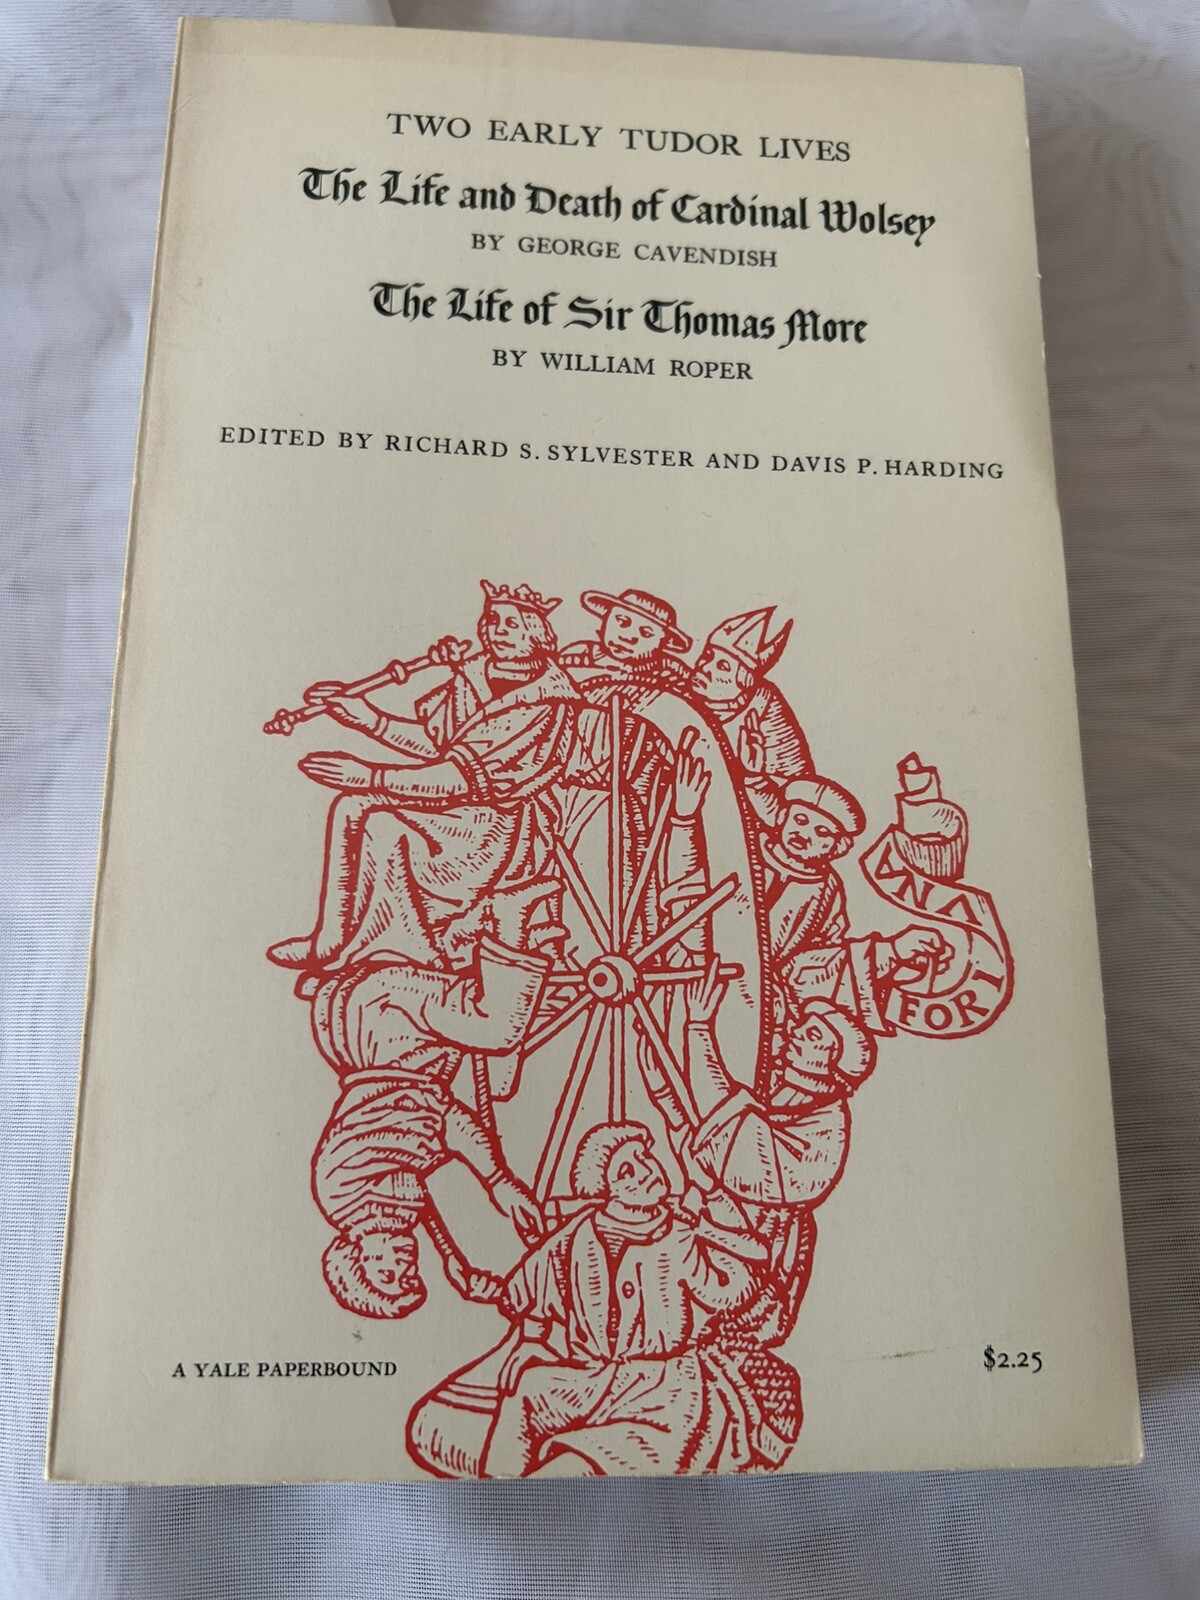 TWO EARLY TUDOR LIVES
The Life and Death of Cardinal Wolsey
BY GEORGE CAVENDISH
The Life of Sir Thomas More
BY WILLIAM ROPER
EDITED BY RICHARD S. SYLVESTER AND DAVIS P. HARDING
FORT
VNA
A YALE PAPERBOUND
$2.25